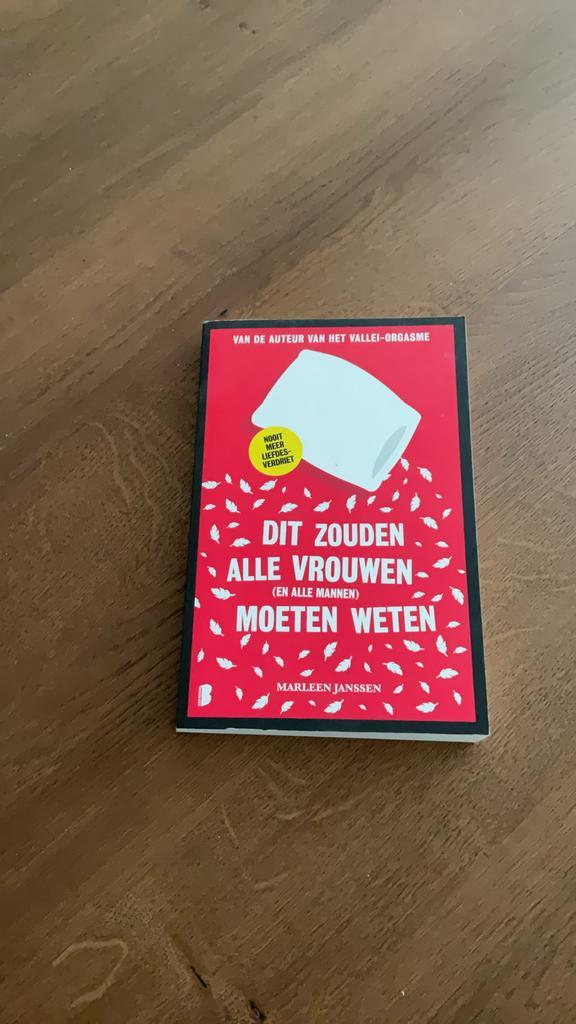 VAN DE AUTEUR VAN HET VALLEI-ORGASME
NOOIT
MEER
LIEFDES-
VERDRIET
DIT ZOUDEN
ALLE VROUWEN
(EN ALLE MANNEN)
MOETEN WETEN
MARLEEN JANSSEN
B